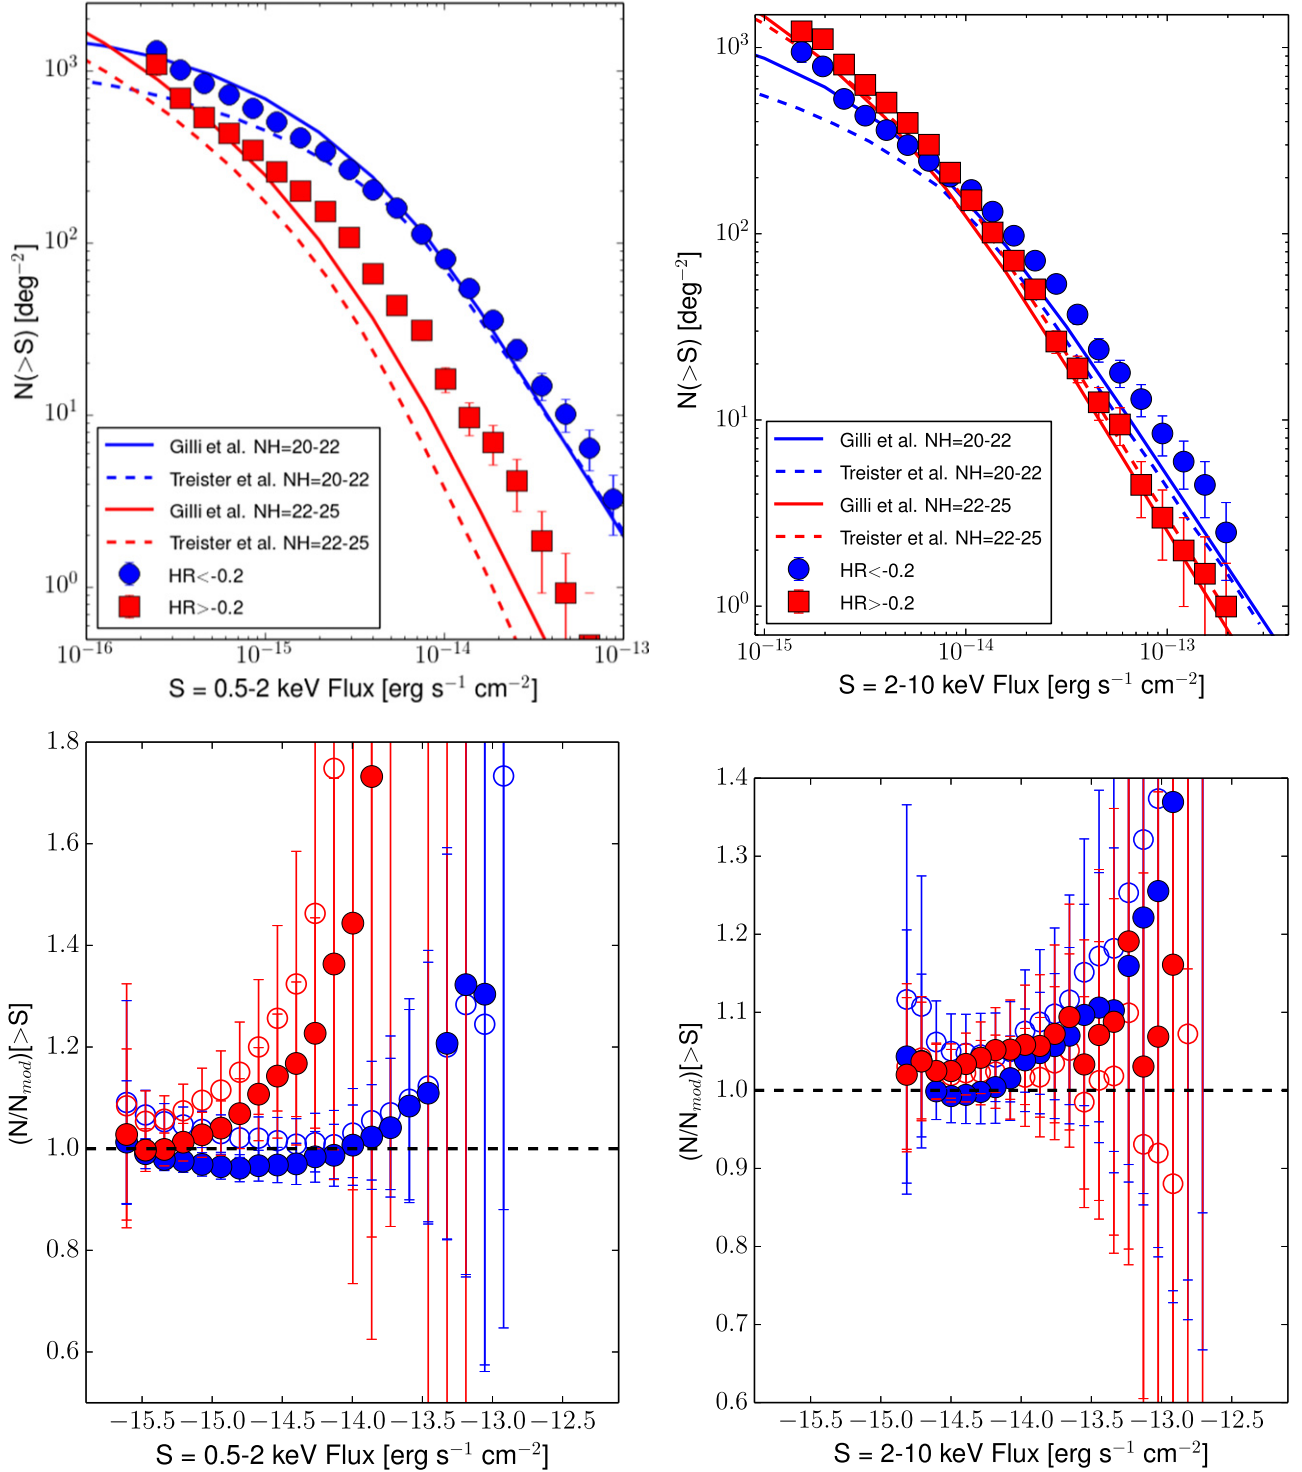 10³
10²
10¹
10⁰
N(>S) [deg⁻²]
Gilli et al. NH=20-22
Treister et al. NH=20-22
Gilli et al. NH=22-25
Treister et al. NH=22-25
HR<-0.2
HR>-0.2
10⁻¹⁶ 10⁻¹⁵ 10⁻¹⁴ 10⁻¹³
S = 0.5-2 keV Flux [erg s⁻¹ cm⁻²]
10³
10²
10¹
10⁰
N(>S) [deg⁻²]
Gilli et al. NH=20-22
Treister et al. NH=20-22
Gilli et al. NH=22-25
Treister et al. NH=22-25
HR<-0.2
HR>-0.2
10⁻¹⁵ 10⁻¹⁴ 10⁻¹³
S = 2-10 keV Flux [erg s⁻¹ cm⁻²]
1.8
1.6
1.4
1.2
1.0
0.8
0.6
(N/Nₘₒd)[>S]
−15.5 −15.0 −14.5 −14.0 −13.5 −13.0 −12.5
S = 0.5-2 keV Flux [erg s⁻¹ cm⁻²]
1.4
1.3
1.2
1.1
1.0
0.9
0.8
0.7
0.6
(N/Nₘₒd)[>S]
−15.5 −15.0 −14.5 −14.0 −13.5 −13.0 −12.5
S = 2-10 keV Flux [erg s⁻¹ cm⁻²]